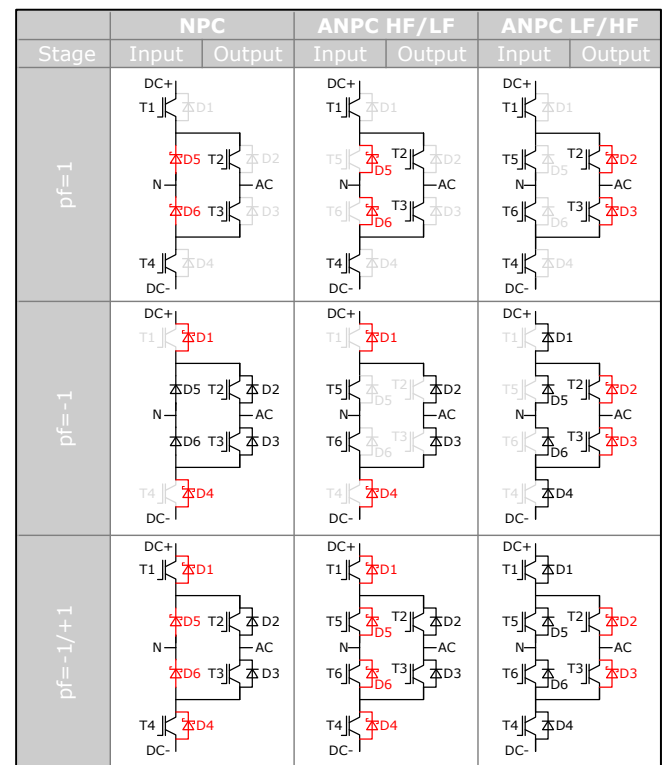 NPC ANPC HF/LF ANPC LF/HF
Stage Input Output Input Output Input Output
pf=1
DC+
T1 D1
D5 T2 D2
N AC
D6 T3 D3
T4 D4
DC-
DC+
T1 D1
T5 D5 T2 D2
N AC
T6 D6 T3 D3
T4 D4
DC-
DC+
T1 D1
T5 D5 T2 D2
N AC
T6 D6 T3 D3
T4 D4
DC-
pf=-1
DC+
T1 D1
D5 T2 D2
N AC
D6 T3 D3
T4 D4
DC-
DC+
T1 D1
T5 D5 T2 D2
N AC
T6 D6 T3 D3
T4 D4
DC-
DC+
T1 D1
T5 D5 T2 D2
N AC
T6 D6 T3 D3
T4 D4
DC-
pf=-1/+1
DC+
T1 D1
D5 T2 D2
N AC
D6 T3 D3
T4 D4
DC-
DC+
T1 D1
T5 D5 T2 D2
N AC
T6 D6 T3 D3
T4 D4
DC-
DC+
T1 D1
T5 D5 T2 D2
N AC
T6 D6 T3 D3
T4 D4
DC-